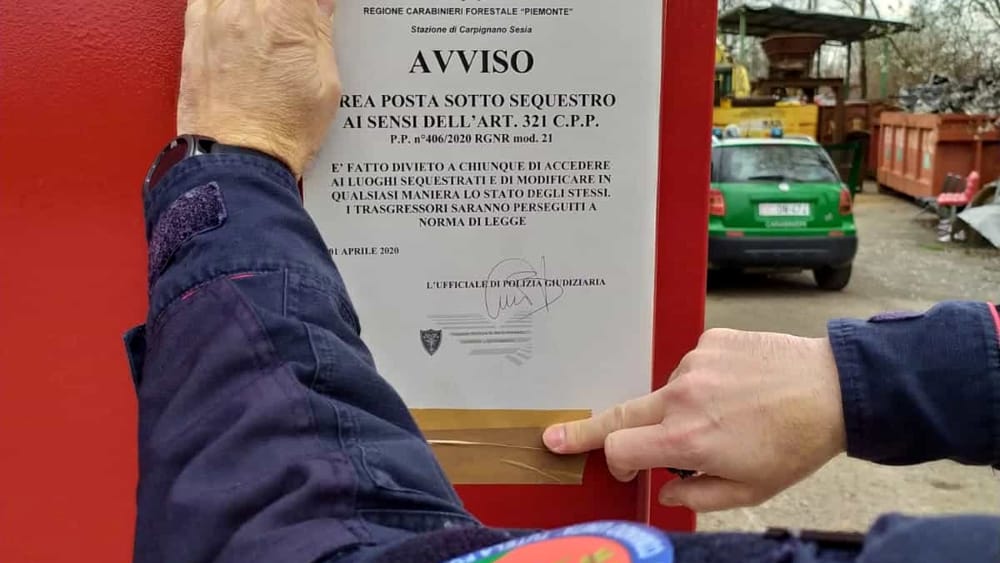 REGIONE CARABINIERI FORESTALE "PIEMONTE"
Stazione di Carpignano Sesia
AVVISO
REA POSTA SOTTO SEQUESTRO
AI SENSI DELL'ART. 321 C.P.P.
P.P. n°406/2020 RGNR mod. 21
E' FATTO DIVIETO A CHIUNQUE DI ACCEDERE
AI LUOGHI SEQUESTRATI E DI MODIFICARE IN
QUALSIASI MANIERA LO STATO DEGLI STESSI.
I TRASGRESSORI SARANNO PERSEGUITI A
NORMA DI LEGGE
01 APRILE 2020
L'UFFICIALE DI POLIZIA GIUDIZIARIA
CARABINIERI